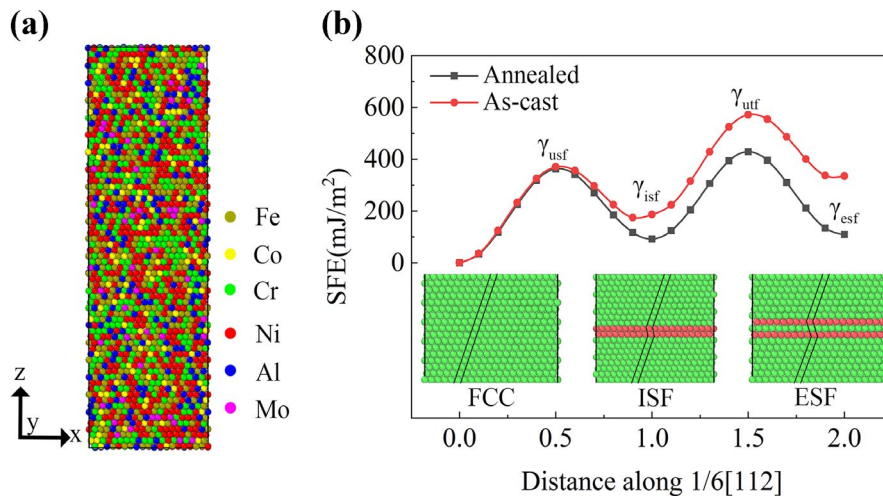 (a)
Fe
Co
Cr
Ni
Al
Mo
z
y
x
(b)
SFE(mJ/m²)
800
600
400
200
0
Annealed
As-cast
γusf
γisf
γutf
γesf
FCC
ISF
ESF
0.0 0.5 1.0 1.5 2.0
Distance along 1/6[112]